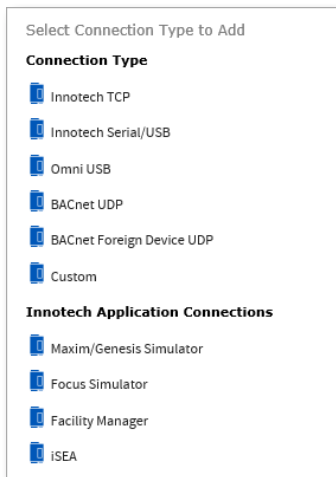 Select Connection Type to Add
Connection Type
Innotech TCP
Innotech Serial/USB
Omni USB
BACnet UDP
BACnet Foreign Device UDP
Custom
Innotech Application Connections
Maxim/Genesis Simulator
Focus Simulator
Facility Manager
iSEA